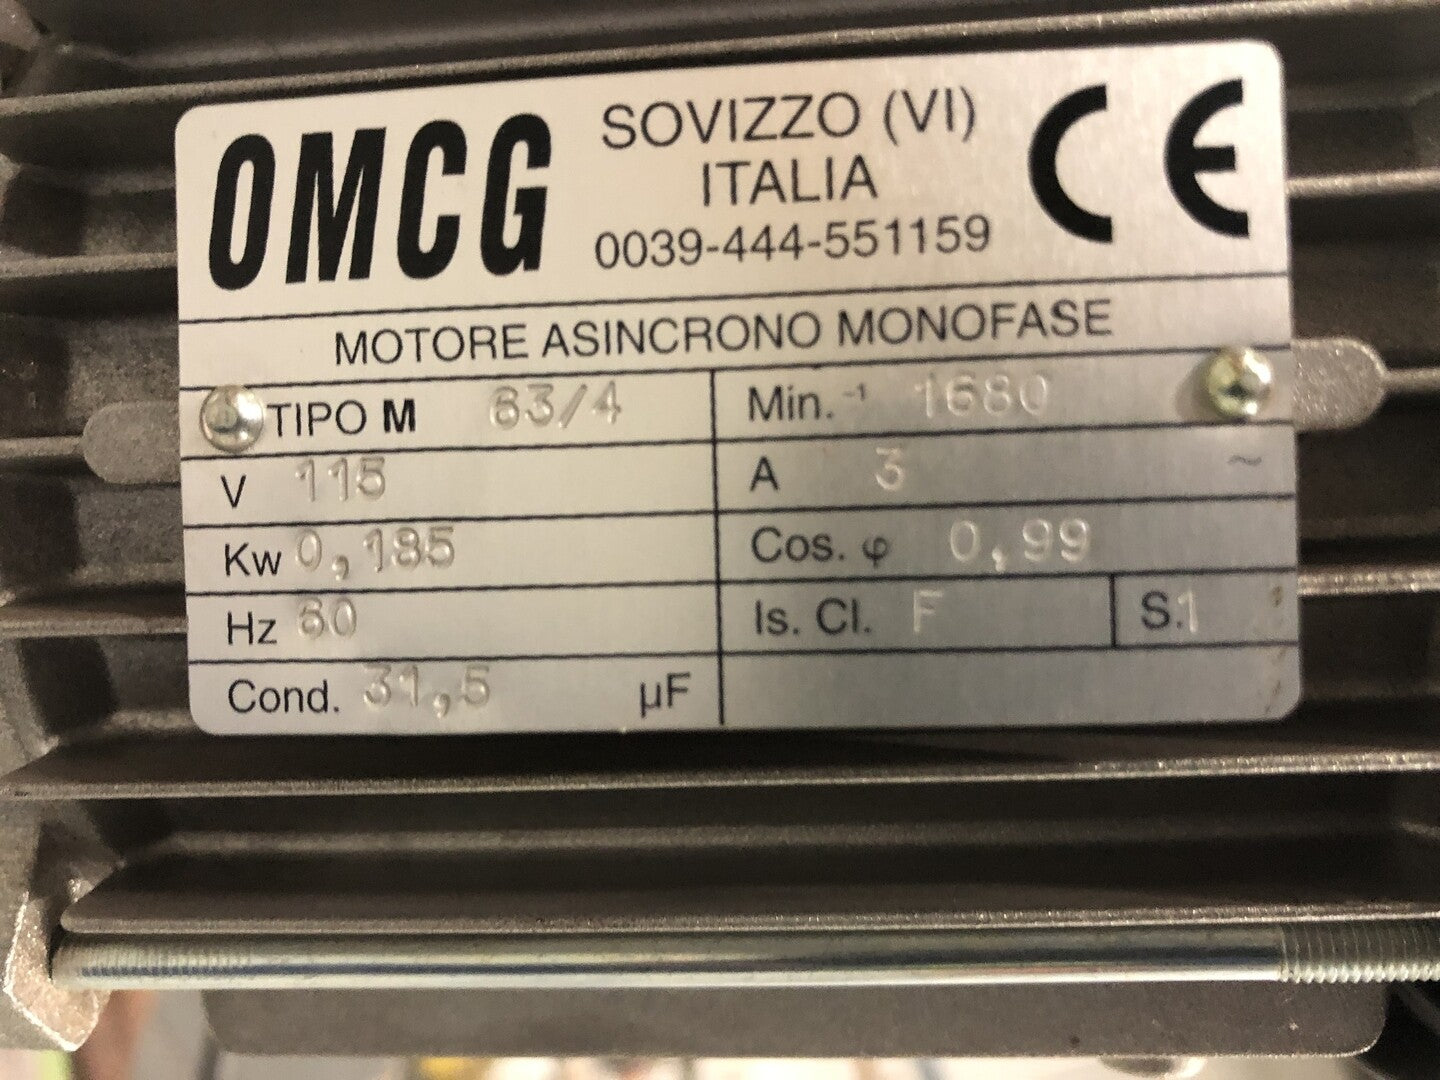 OMCG
SOVIZZO (VI)
ITALIA
0039-444-551159
CE
MOTORE ASINCRONO MONOFASE
TIPO M 63/4
Min.⁻¹ 1680
V 115
A 3 ~
Kw 0,185
Cos. φ 0,99
Hz 60
Is. Cl. F
S.1
Cond. 31,5 µF